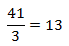 41/3 = 13